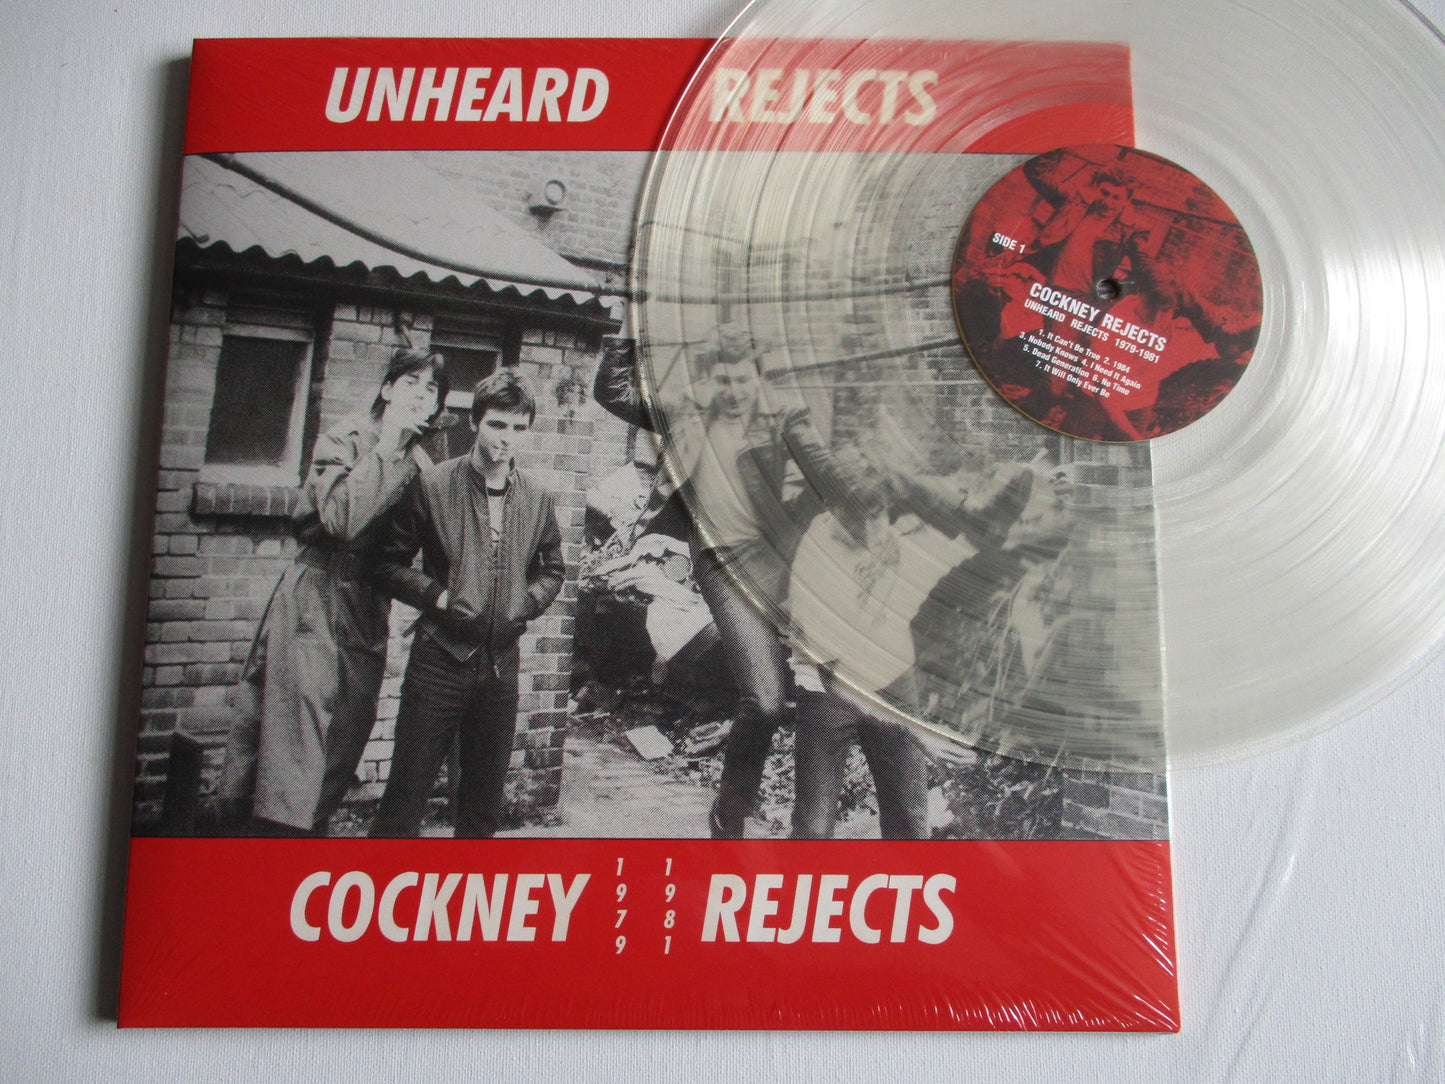 UNHEARD REJECTS
SIDE 1
COCKNEY REJECTS
UNHEARD REJECTS 1979-1981
1. It Can't Be True 2. 1984
3. Nobody Knows 4. I Need It Again
5. Dead Generation 6. No Time
7. It Will Only Ever Be
COCKNEY 1979 1981 REJECTS